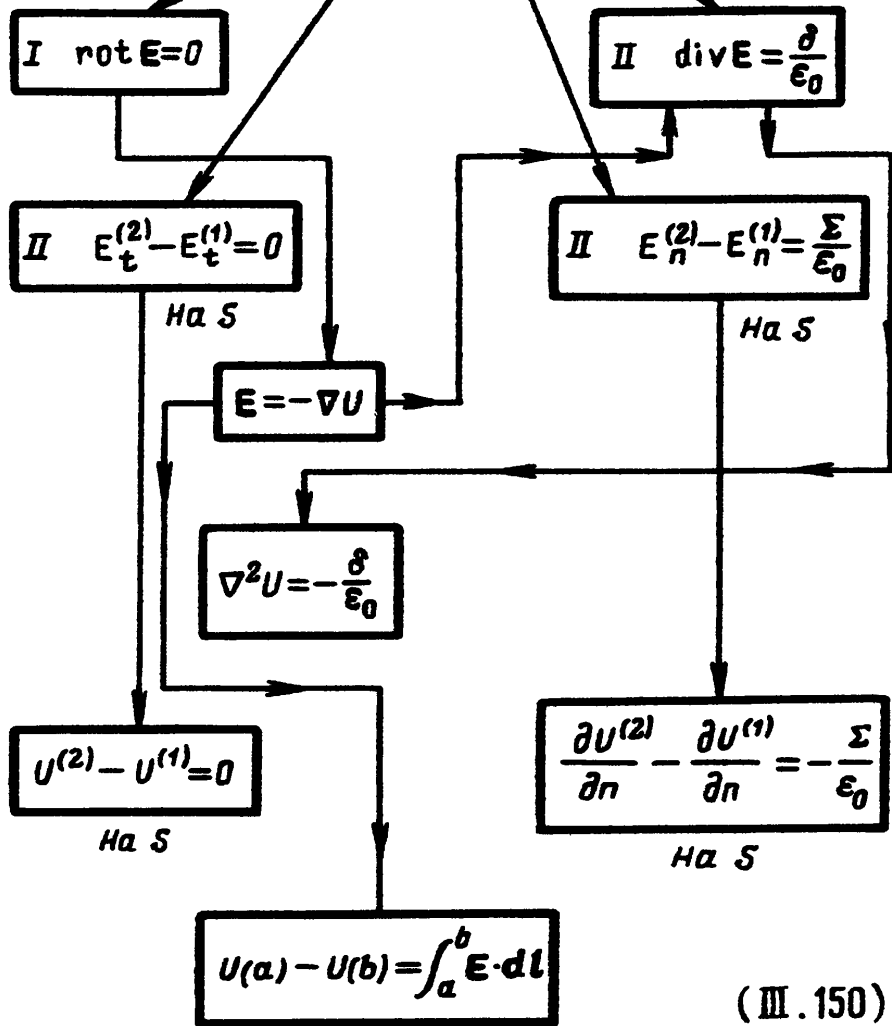 I rot E = 0
II div E = δ/ε₀
II E_t^(2) − E_t^(1) = 0
На S
II E_n^(2) − E_n^(1) = Σ/ε₀
На S
E = −∇U
∇²U = −δ/ε₀
U^(2) − U^(1) = 0
На S
∂U^(2)/∂n − ∂U^(1)/∂n = −Σ/ε₀
На S
U(a) − U(b) = ∫_a^b E·dl
(III.150)